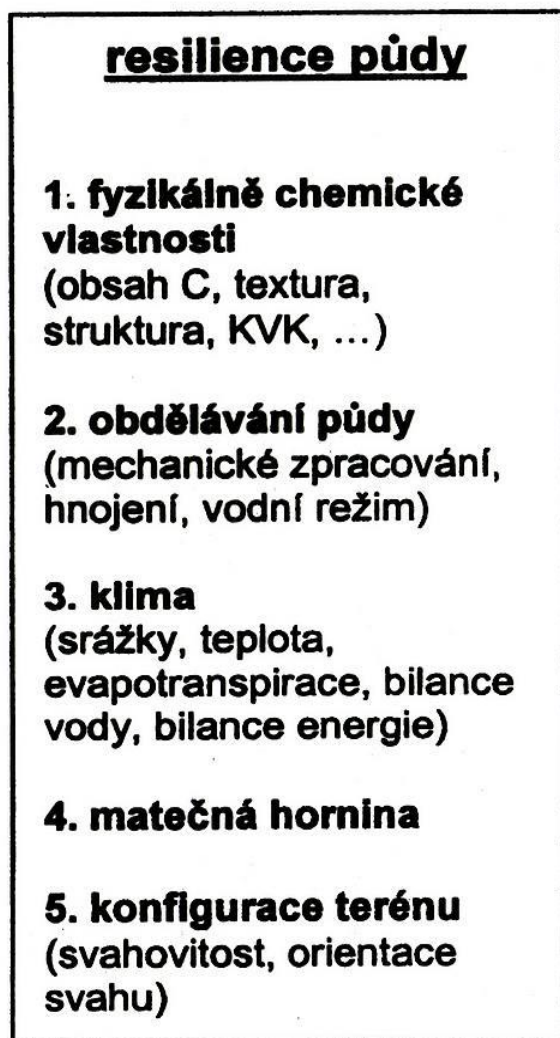 resilience půdy
1. fyzikálně chemické
vlastnosti
(obsah C, textura,
struktura, KVK, ...)
2. obdělávání půdy
(mechanické zpracování,
hnojení, vodní režim)
3. klima
(srážky, teplota,
evapotranspirace, bilance
vody, bilance energie)
4. matečná hornina
5. konfigurace terénu
(svahovitost, orientace
svahu)